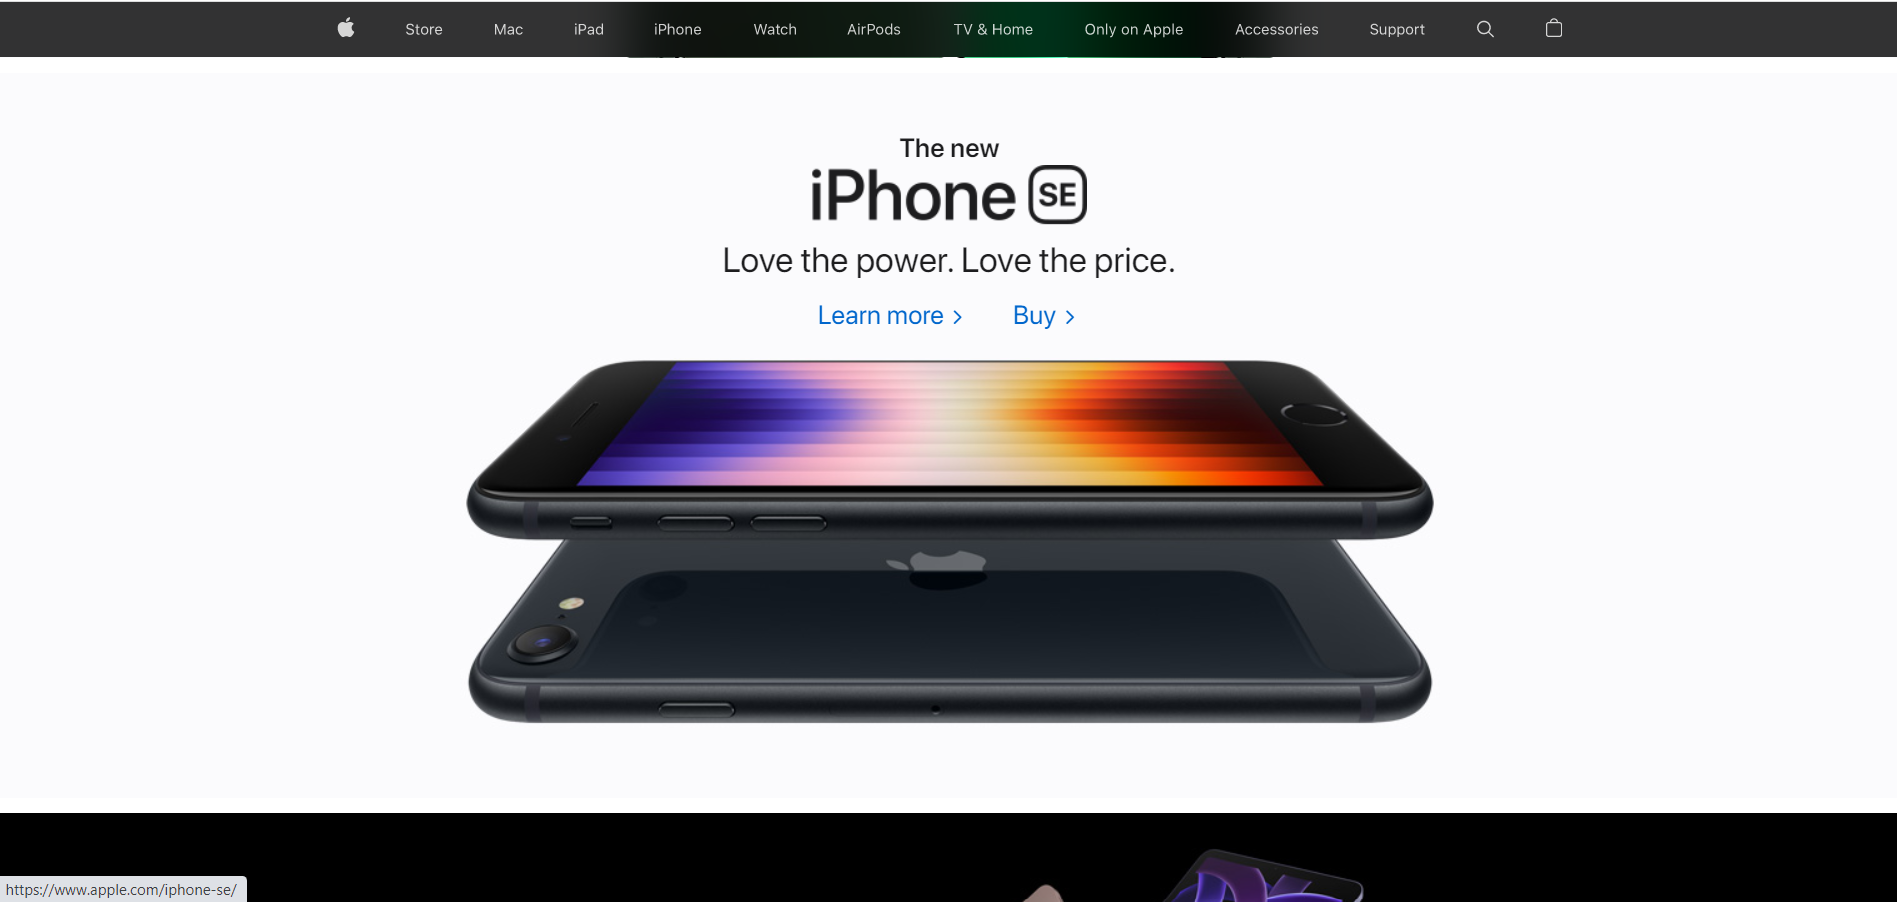 Store Mac iPad iPhone Watch AirPods TV & Home Only on Apple Accessories Support
The new
iPhone SE
Love the power. Love the price.
Learn more > Buy >
https://www.apple.com/iphone-se/